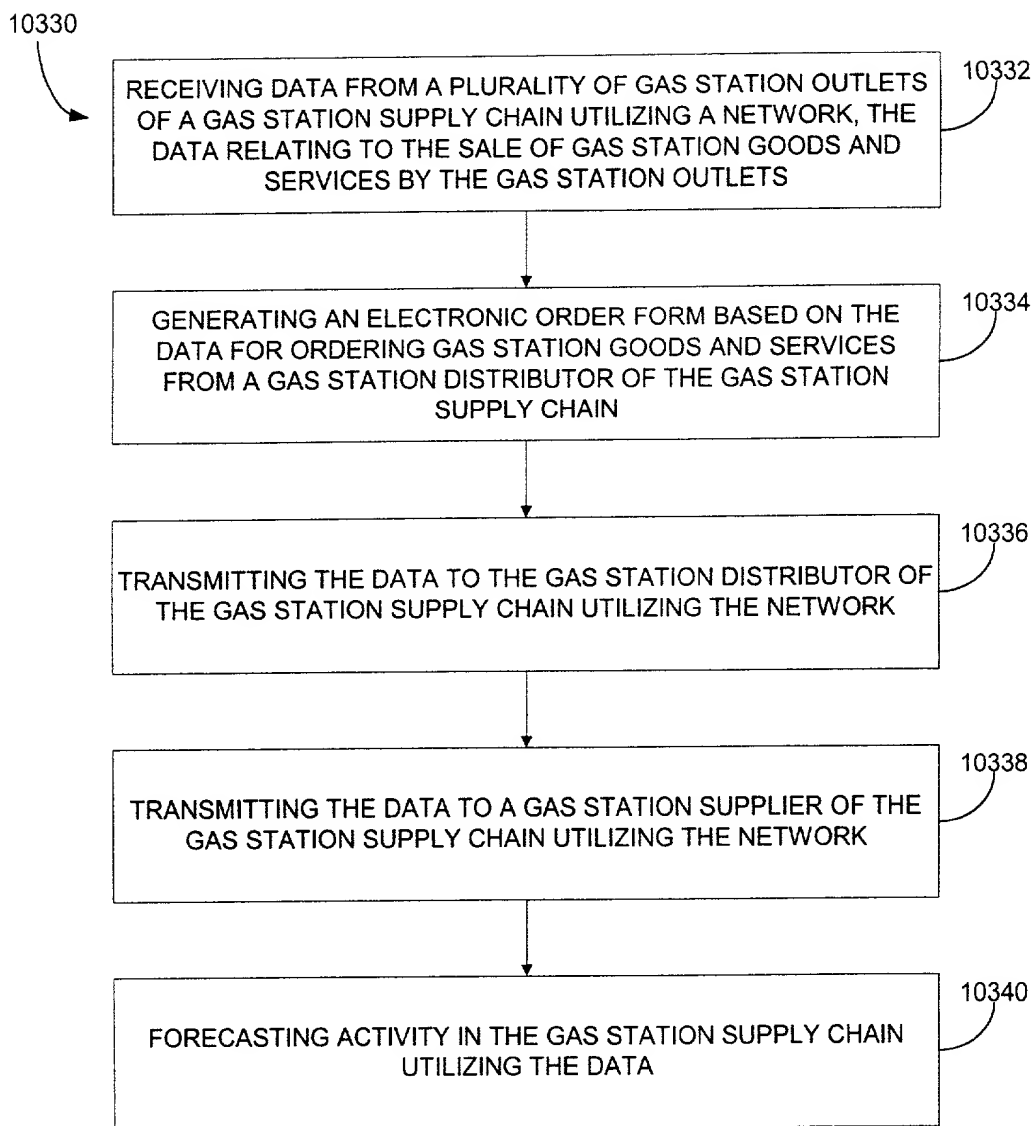 10330
RECEIVING DATA FROM A PLURALITY OF GAS STATION OUTLETS
OF A GAS STATION SUPPLY CHAIN UTILIZING A NETWORK, THE
DATA RELATING TO THE SALE OF GAS STATION GOODS AND
SERVICES BY THE GAS STATION OUTLETS
10332
GENERATING AN ELECTRONIC ORDER FORM BASED ON THE
DATA FOR ORDERING GAS STATION GOODS AND SERVICES
FROM A GAS STATION DISTRIBUTOR OF THE GAS STATION
SUPPLY CHAIN
10334
TRANSMITTING THE DATA TO THE GAS STATION DISTRIBUTOR OF
THE GAS STATION SUPPLY CHAIN UTILIZING THE NETWORK
10336
TRANSMITTING THE DATA TO A GAS STATION SUPPLIER OF THE
GAS STATION SUPPLY CHAIN UTILIZING THE NETWORK
10338
FORECASTING ACTIVITY IN THE GAS STATION SUPPLY CHAIN
UTILIZING THE DATA
10340